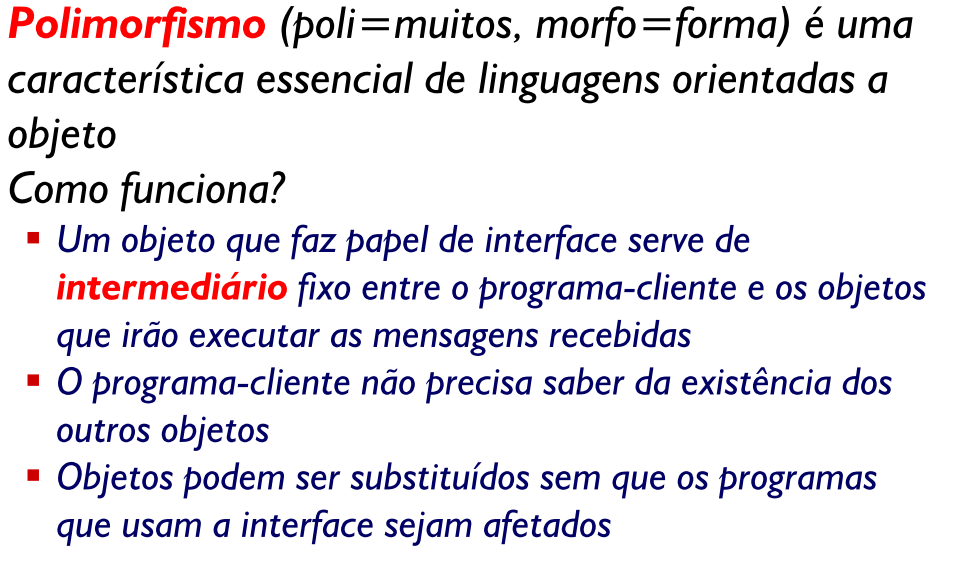 Polimorfismo (poli=muitos, morfo=forma) é uma
característica essencial de linguagens orientadas a
objeto
Como funciona?
▪ Um objeto que faz papel de interface serve de
intermediário fixo entre o programa-cliente e os objetos
que irão executar as mensagens recebidas
▪ O programa-cliente não precisa saber da existência dos
outros objetos
▪ Objetos podem ser substituídos sem que os programas
que usam a interface sejam afetados